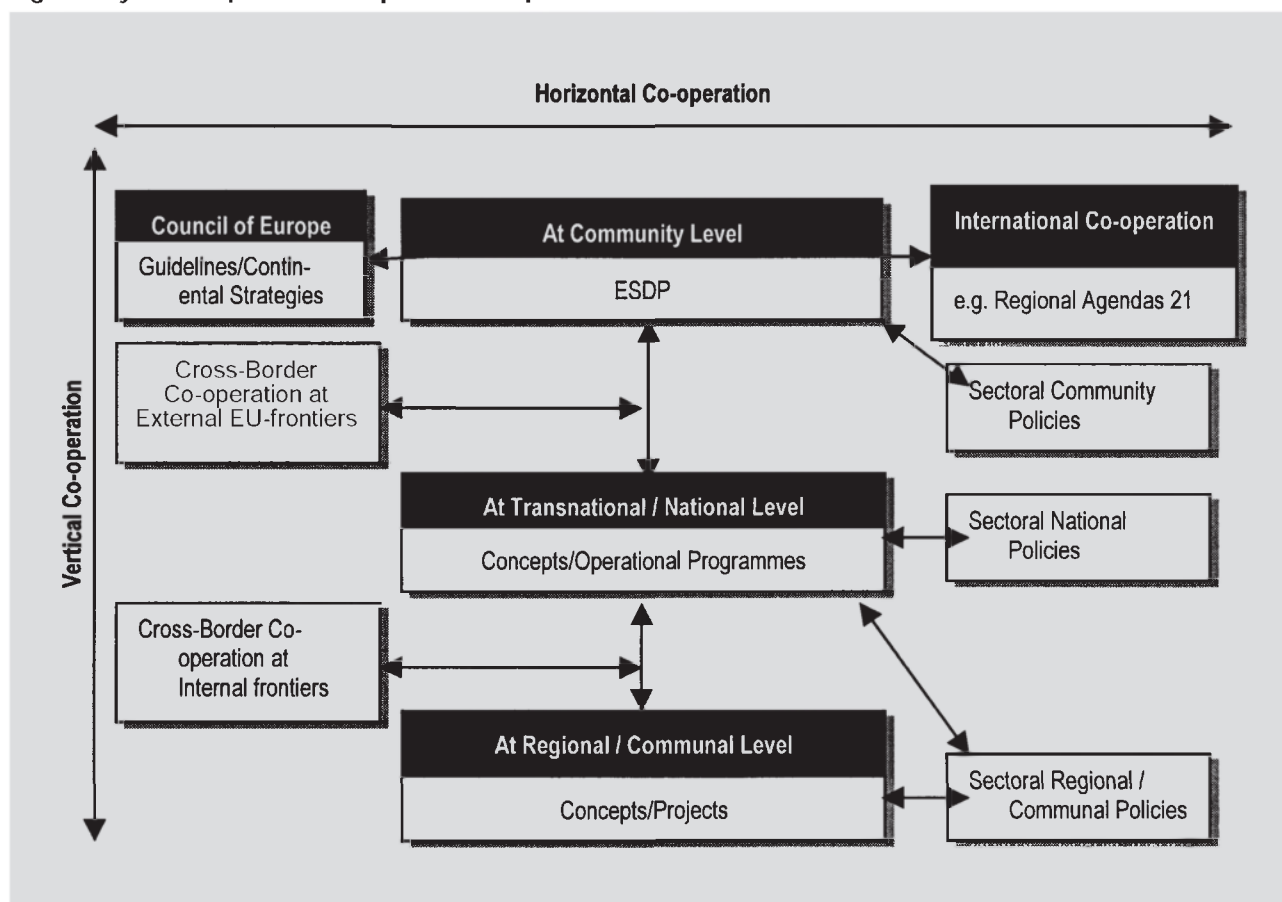 Horizontal Co-operation
Vertical Co-operation
Council of Europe
Guidelines/Contin-
ental Strategies
At Community Level
ESDP
International Co-operation
e.g. Regional Agendas 21
Cross-Border
Co-operation at
External EU-frontiers
Sectoral Community
Policies
At Transnational / National Level
Concepts/Operational Programmes
Sectoral National
Policies
Cross-Border Co-
operation at
Internal frontiers
At Regional / Communal Level
Concepts/Projects
Sectoral Regional /
Communal Policies